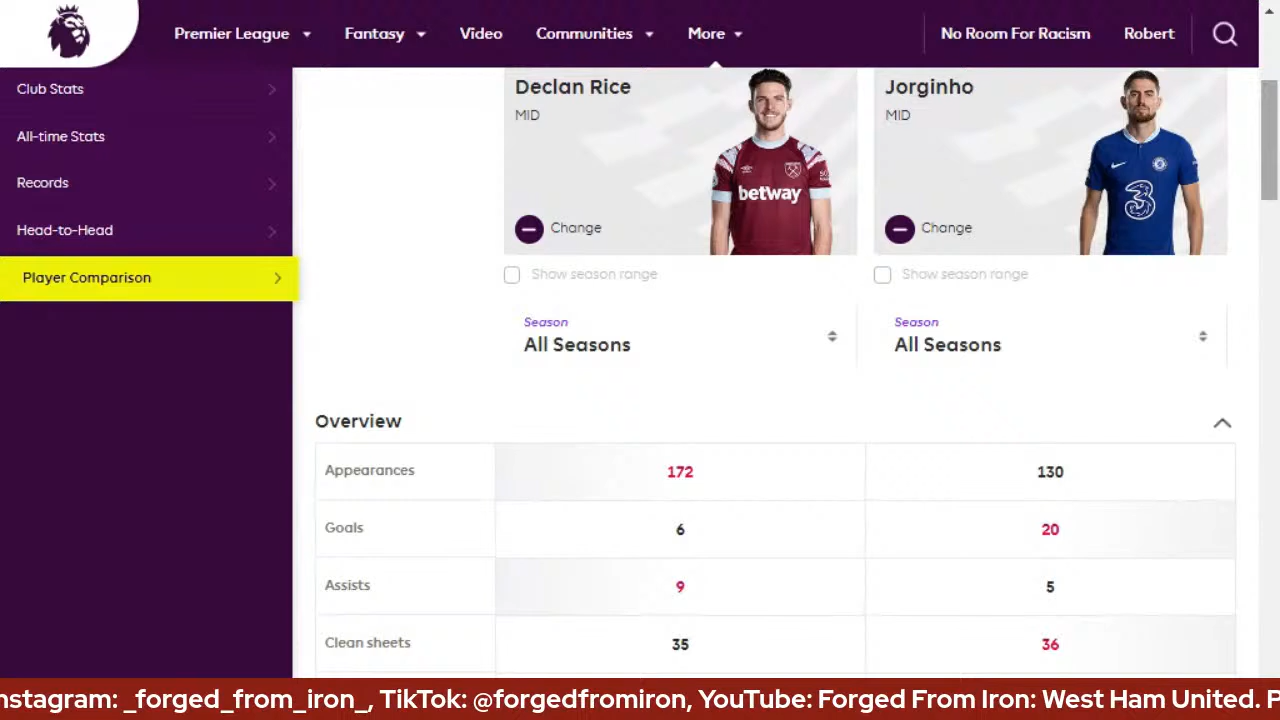 Premier League
Fantasy
Video
Communities
More
No Room For Racism
Robert
Club Stats
All-time Stats
Records
Head-to-Head
Player Comparison
Declan Rice
MID
betway
Change
Show season range
Season
All Seasons
Jorginho
MID
3
Change
Show season range
Season
All Seasons
Overview
Appearances 172 130
Goals 6 20
Assists 9 5
Clean sheets 35 36
nstagram: _forged_from_iron_, TikTok: @forgedfromiron, YouTube: Forged From Iron: West Ham United. P